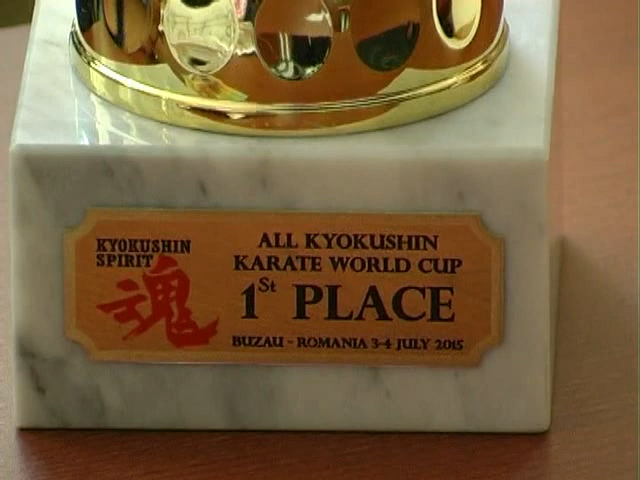 KYOKUSHIN
SPIRIT
魂
ALL KYOKUSHIN
KARATE WORLD CUP
1St PLACE
BUZAU - ROMANIA 3-4 JULY 2015